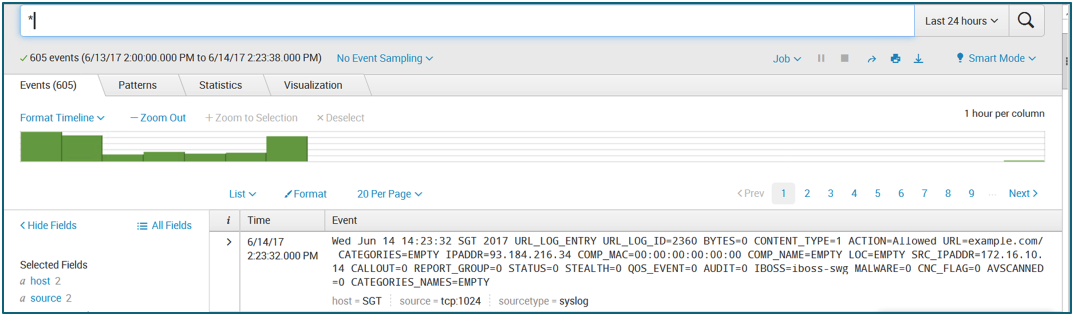 *
Last 24 hours
605 events (6/13/17 2:00:00.000 PM to 6/14/17 2:23:38.000 PM)
No Event Sampling
Job
Smart Mode
Events (605)
Patterns
Statistics
Visualization
Format Timeline
— Zoom Out
+ Zoom to Selection
× Deselect
1 hour per column
List
Format
20 Per Page
< Prev
1
2
3
4
5
6
7
8
9
...
Next >
< Hide Fields
All Fields
i
Time
Event
Selected Fields
a host 2
a source 2
>
6/14/17
2:23:32.000 PM
Wed Jun 14 14:23:32 SGT 2017 URL_LOG_ENTRY URL_LOG_ID=2360 BYTES=0 CONTENT_TYPE=1 ACTION=Allowed URL=example.com/
CATEGORIES=EMPTY IPADDR=93.184.216.34 COMP_MAC=00:00:00:00:00:00 COMP_NAME=EMPTY LOC=EMPTY SRC_IPADDR=172.16.10.
14 CALLOUT=0 REPORT_GROUP=0 STATUS=0 STEALTH=0 QOS_EVENT=0 AUDIT=0 IBOSS=iboss-swg MALWARE=0 CNC_FLAG=0 AVSCANNED
=0 CATEGORIES_NAMES=EMPTY
host = SGT
source = tcp:1024
sourcetype = syslog